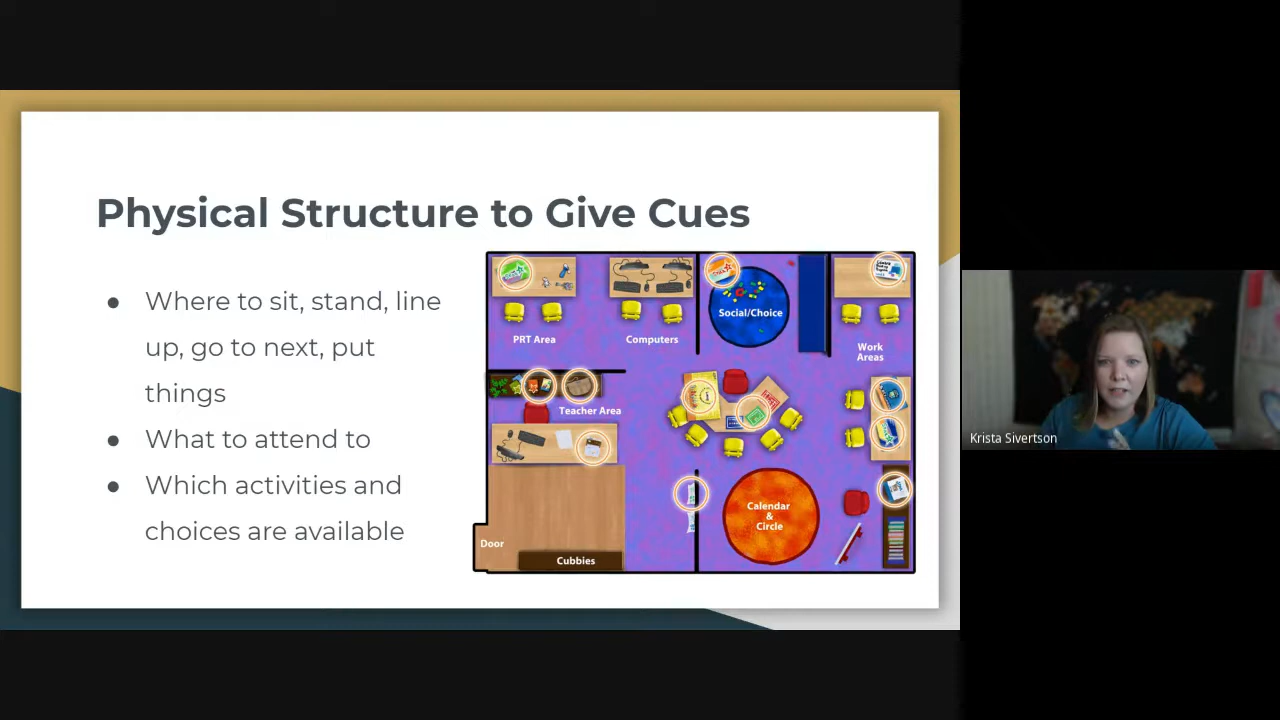 Physical Structure to Give Cues
● Where to sit, stand, line
up, go to next, put
things
● What to attend to
● Which activities and
choices are available
PRT Area
Computers
Social/Choice
Work
Areas
Teacher Area
Calendar
&
Circle
Door
Cubbies
Krista Sivertson